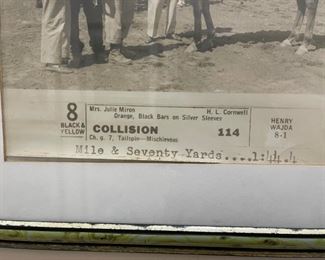 8
BLACK &
YELLOW
Mrs. Julie Miron H. L. Cornwell
Orange, Black Bars on Silver Sleeves
COLLISION 114
Ch. g. 7, Tailspin—Mischievous
HENRY
WAJDA
8-1
Mile & Seventy Yards....1:44.4